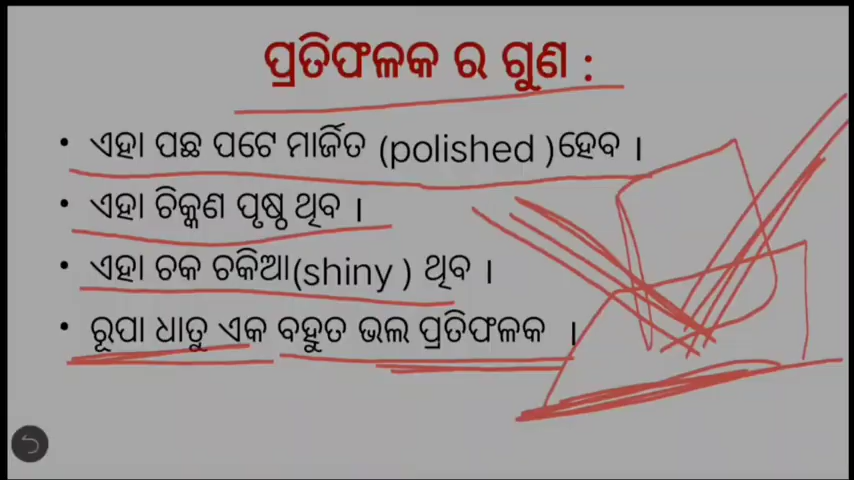 ପ୍ରତିଫଳକ ର ଗୁଣ :
• ଏହା ପଛ ପଟେ ମାର୍ଜିତ (polished )ହେବ ।
• ଏହା ଚିକ୍କଣ ପୃଷ୍ଠ ଥିବ ।
• ଏହା ଚକ ଚକିଆ(shiny ) ଥିବ ।
• ରୂପା ଧାତୁ ଏକ ବହୁତ ଭଲ ପ୍ରତିଫଳକ ।